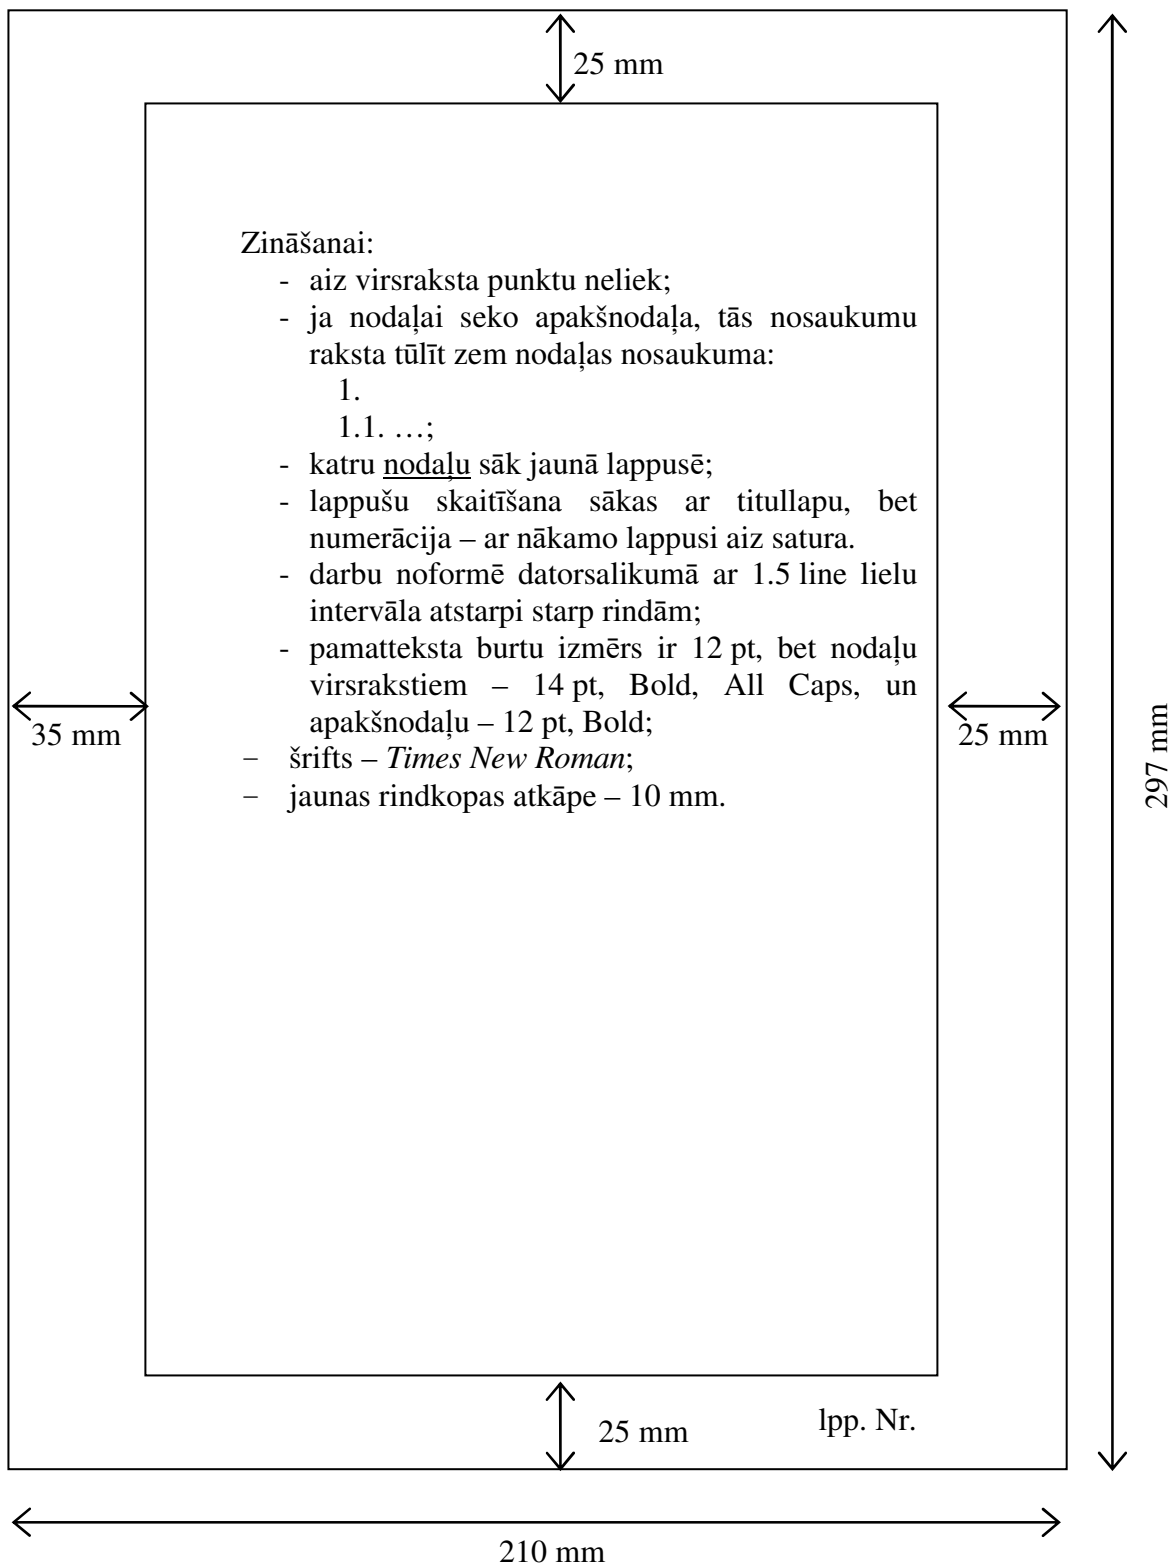 25 mm
Zināšanai:
- aiz virsraksta punktu neliek;
- ja nodaļai seko apakšnodaļa, tās nosaukumu
raksta tūlīt zem nodaļas nosaukuma:
1.
1.1. …;
- katru nodaļu sāk jaunā lappusē;
- lappušu skaitīšana sākas ar titullapu, bet
numerācija – ar nākamo lappusi aiz satura.
- darbu noformē datorsalikumā ar 1.5 line lielu
intervāla atstarpi starp rindām;
- pamatteksta burtu izmērs ir 12 pt, bet nodaļu
virsrakstiem – 14 pt, Bold, All Caps, un
apakšnodaļu – 12 pt, Bold;
– šrifts – Times New Roman;
– jaunas rindkopas atkāpe – 10 mm.
35 mm
25 mm
297 mm
25 mm
lpp. Nr.
210 mm